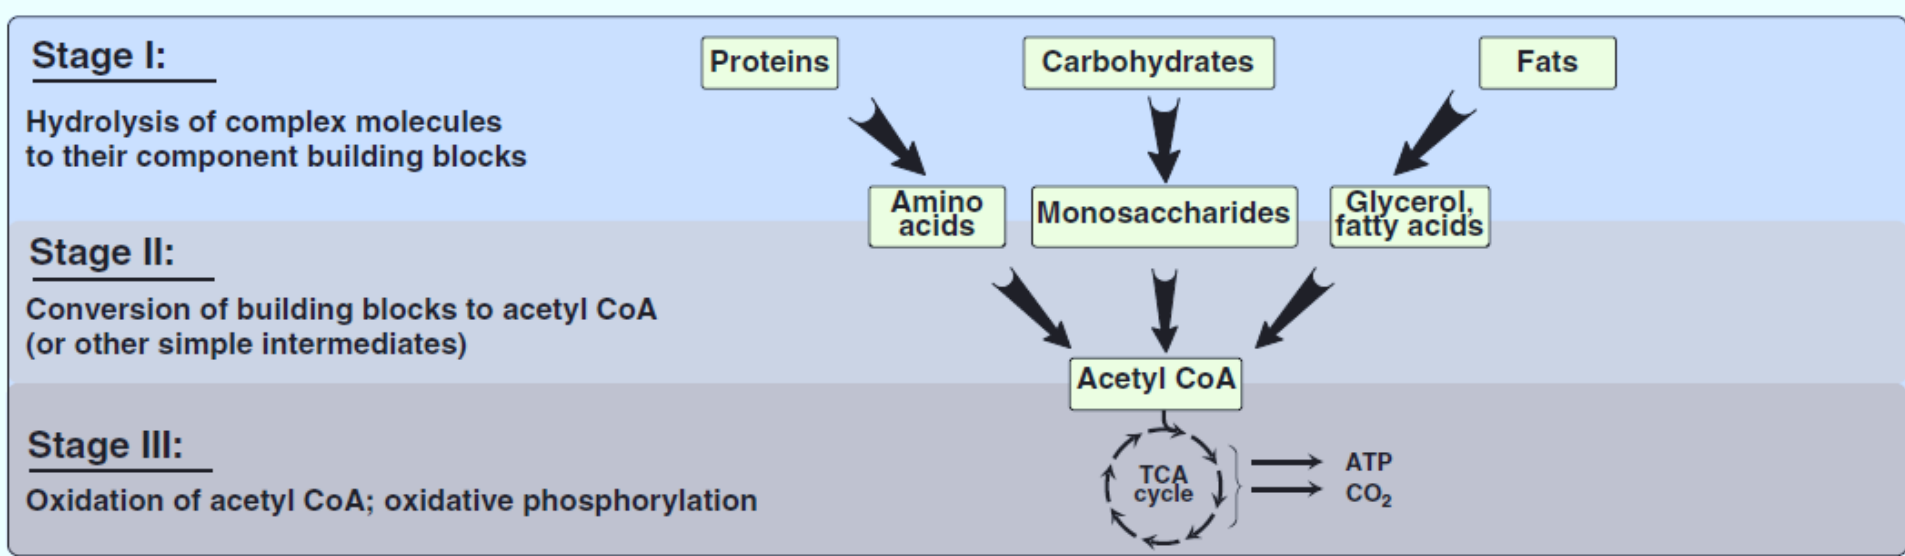 Stage I:
Proteins
Carbohydrates
Fats
Hydrolysis of complex molecules
to their component building blocks
Amino
acids
Monosaccharides
Glycerol,
fatty acids
Stage II:
Conversion of building blocks to acetyl CoA
(or other simple intermediates)
Acetyl CoA
Stage III:
Oxidation of acetyl CoA; oxidative phosphorylation
TCA
cycle
ATP
CO₂